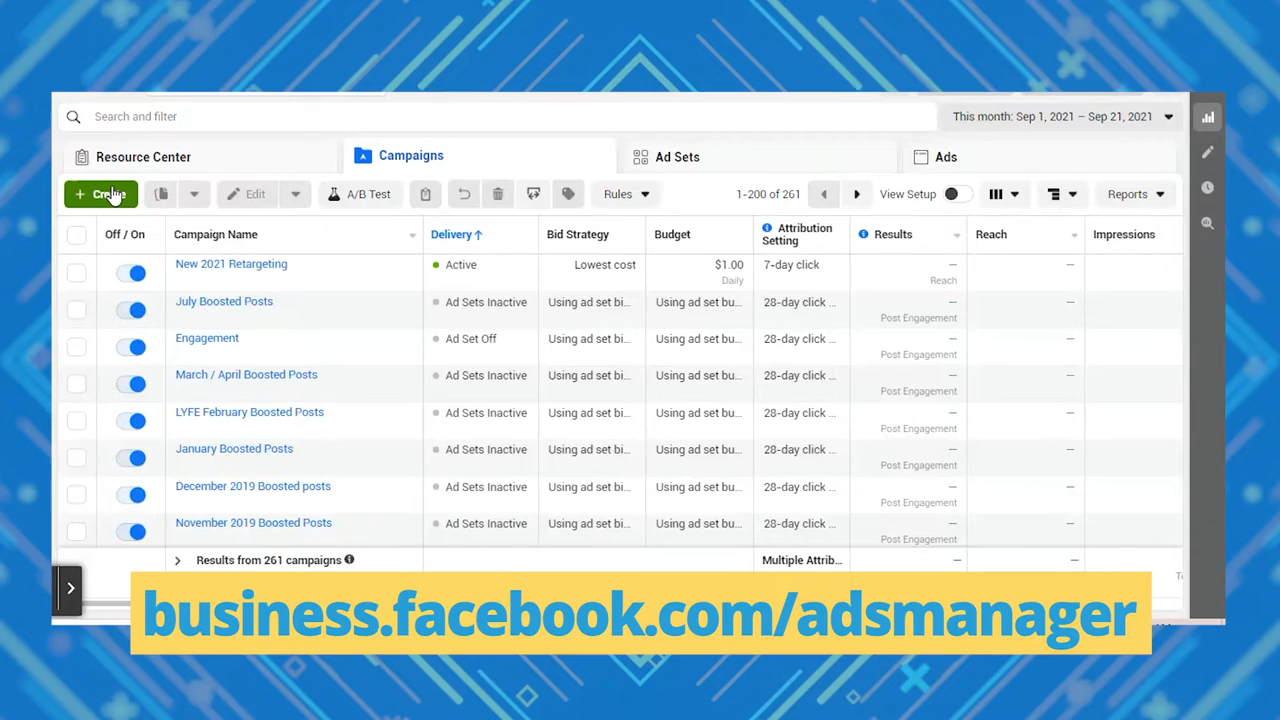 Search and filter
This month: Sep 1, 2021 – Sep 21, 2021
Resource Center
Campaigns
Ad Sets
Ads
+ Create
Edit
A/B Test
Rules
1-200 of 261
View Setup
Reports
Off / On
Campaign Name
Delivery ↑
Bid Strategy
Budget
Attribution
Setting
Results
Reach
Impressions
New 2021 Retargeting
Active
Lowest cost
$1.00
Daily
7-day click
—
Reach
—
July Boosted Posts
Ad Sets Inactive
Using ad set bi...
Using ad set bu...
28-day click ...
—
Post Engagement
—
Engagement
Ad Set Off
Using ad set bi...
Using ad set bu...
28-day click ...
—
Post Engagement
—
March / April Boosted Posts
Ad Sets Inactive
Using ad set bi...
Using ad set bu...
28-day click ...
—
Post Engagement
—
LYFE February Boosted Posts
Ad Sets Inactive
Using ad set bi...
Using ad set bu...
28-day click ...
—
Post Engagement
—
January Boosted Posts
Ad Sets Inactive
Using ad set bi...
Using ad set bu...
28-day click ...
—
Post Engagement
—
December 2019 Boosted posts
Ad Sets Inactive
Using ad set bi...
Using ad set bu...
28-day click ...
—
Post Engagement
—
November 2019 Boosted Posts
Ad Sets Inactive
Using ad set bi...
Using ad set bu...
28-day click ...
—
Post Engagement
—
Results from 261 campaigns
Multiple Attrib...
—
—
business.facebook.com/adsmanager